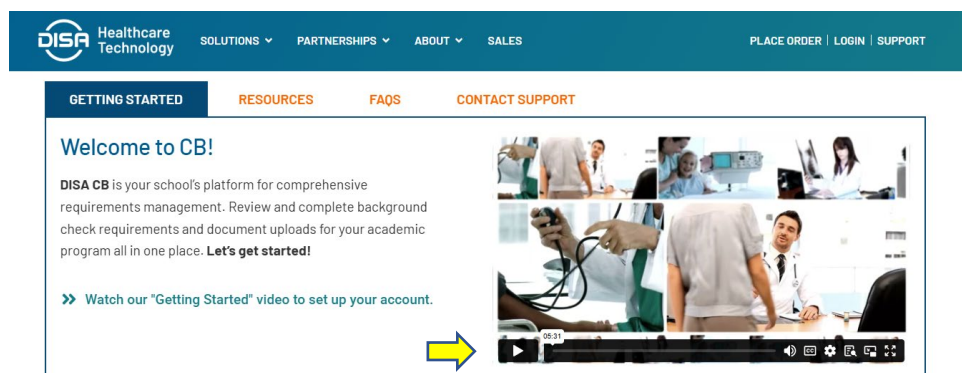 DISA Healthcare Technology
SOLUTIONS PARTNERSHIPS ABOUT SALES
PLACE ORDER | LOGIN | SUPPORT
GETTING STARTED RESOURCES FAQS CONTACT SUPPORT
Welcome to CB!
DISA CB is your school's platform for comprehensive
requirements management. Review and complete background
check requirements and document uploads for your academic
program all in one place. Let's get started!
>> Watch our "Getting Started" video to set up your account.
05:31
CC